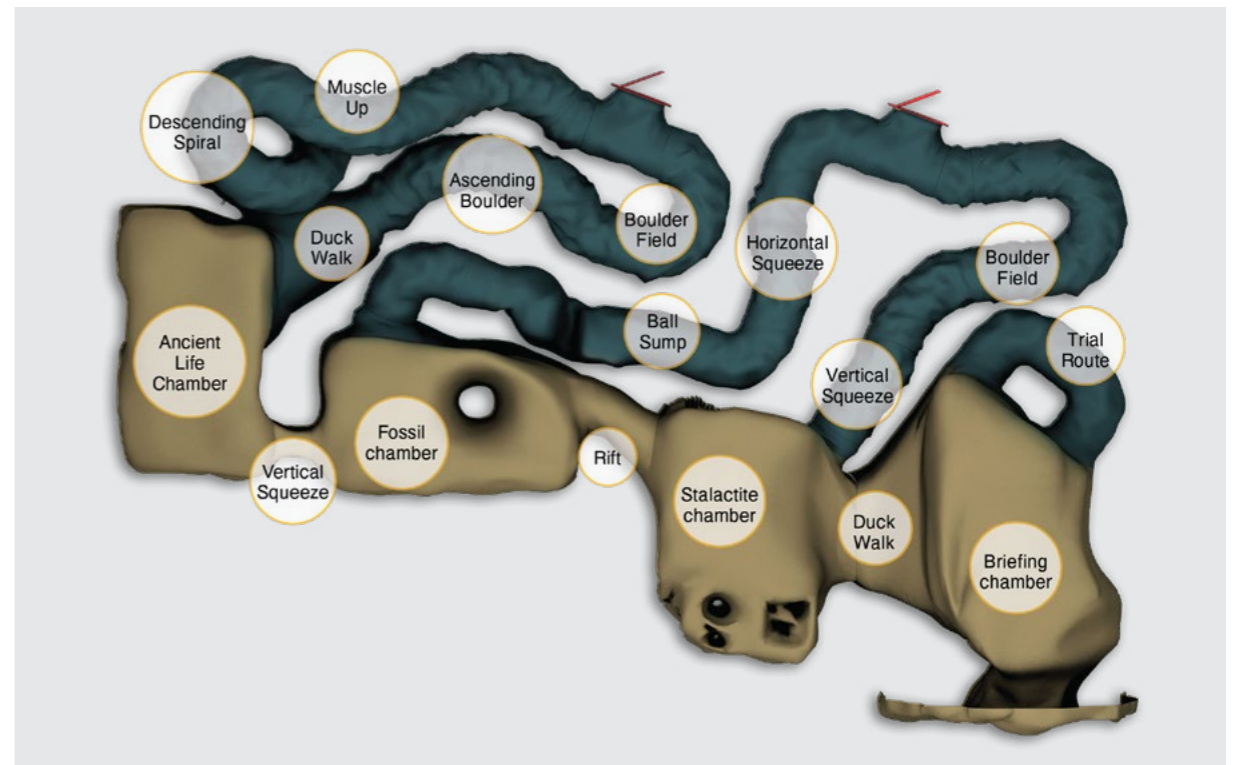 Muscle
Up
Descending
Spiral
Ascending
Boulder
Boulder
Field
Duck
Walk
Horizontal
Squeeze
Boulder
Field
Ball
Sump
Trial
Route
Ancient
Life
Chamber
Vertical
Squeeze
Fossil
chamber
Rift
Vertical
Squeeze
Stalactite
chamber
Duck
Walk
Briefing
chamber